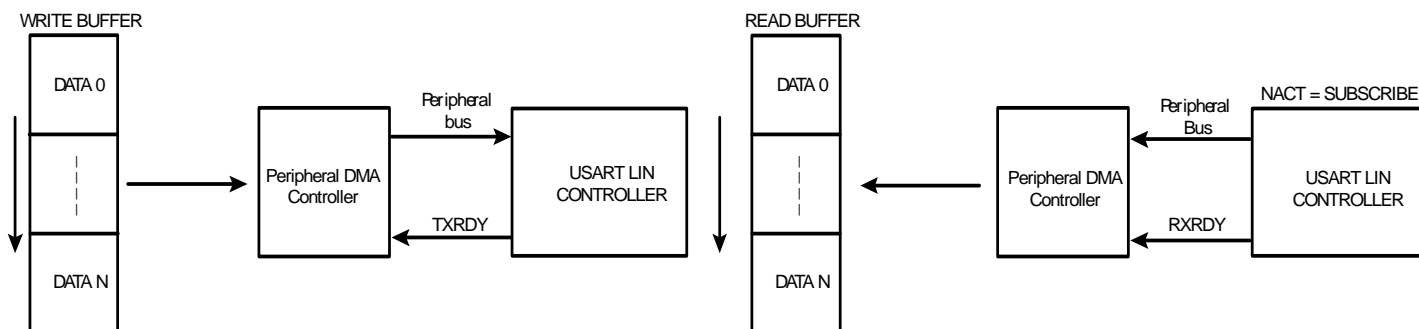 WRITE BUFFER
DATA 0
DATA N
Peripheral DMA
Controller
Peripheral
bus
TXRDY
USART LIN
CONTROLLER
READ BUFFER
DATA 0
DATA N
Peripheral DMA
Controller
Peripheral
Bus
RXRDY
NACT = SUBSCRIBE
USART LIN
CONTROLLER